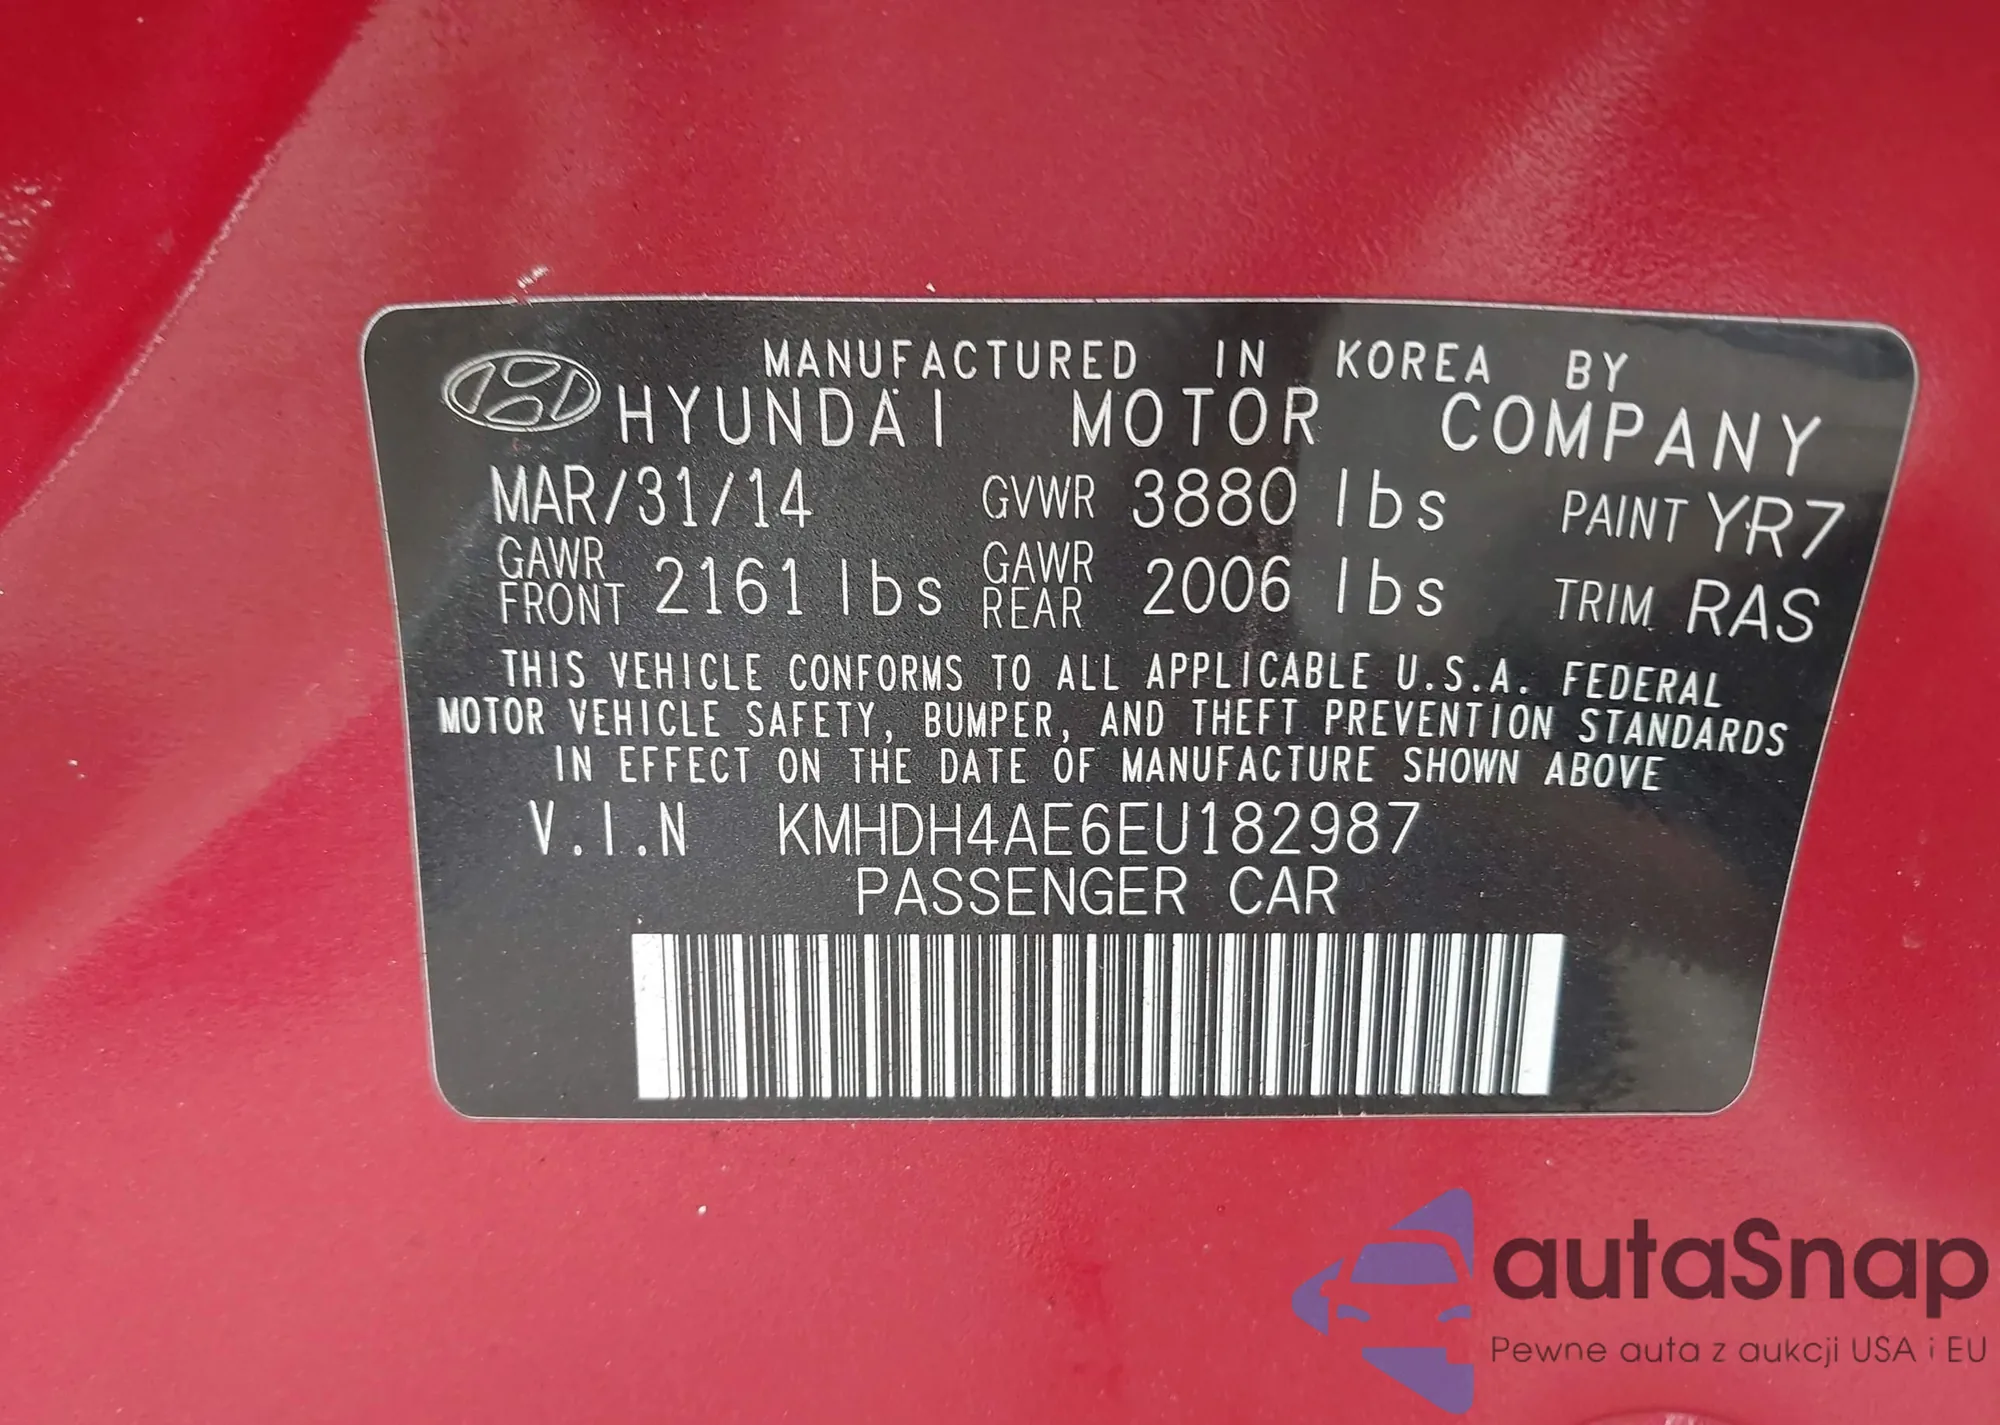 MANUFACTURED IN KOREA BY
HYUNDAI MOTOR COMPANY
MAR/31/14 GVWR 3880 lbs PAINT YR7
GAWR FRONT 2161 lbs GAWR REAR 2006 lbs TRIM RAS
THIS VEHICLE CONFORMS TO ALL APPLICABLE U.S.A. FEDERAL
MOTOR VEHICLE SAFETY, BUMPER, AND THEFT PREVENTION STANDARDS
IN EFFECT ON THE DATE OF MANUFACTURE SHOWN ABOVE
V.I.N KMHDH4AE6EU182987
PASSENGER CAR
autaSnap
Pewne auta z aukcji USA i EU